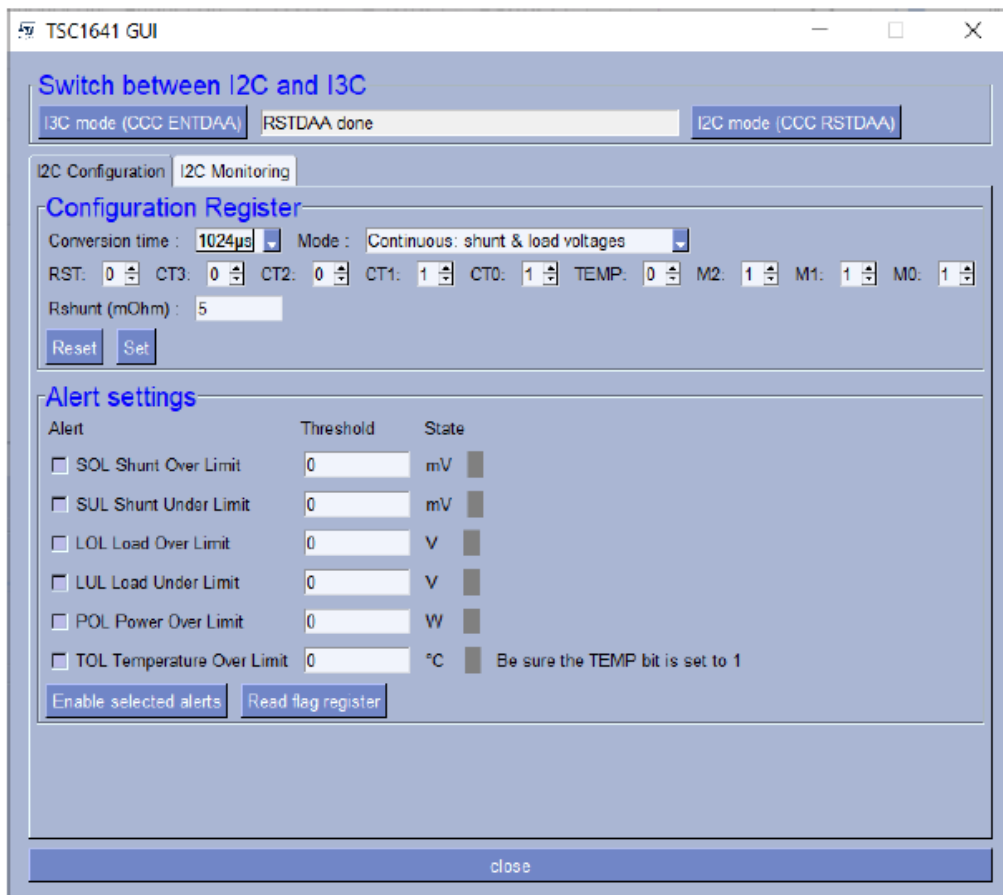 TSC1641 GUI
Switch between I2C and I3C
I3C mode (CCC ENTDAA) RSTDAA done I2C mode (CCC RSTDAA)
I2C Configuration I2C Monitoring
Configuration Register
Conversion time : 1024µs Mode : Continuous: shunt & load voltages
RST: 0 CT3: 0 CT2: 0 CT1: 1 CT0: 1 TEMP: 0 M2: 1 M1: 1 M0: 1
Rshunt (mOhm) : 5
Reset Set
Alert settings
Alert Threshold State
SOL Shunt Over Limit 0 mV
SUL Shunt Under Limit 0 mV
LOL Load Over Limit 0 V
LUL Load Under Limit 0 V
POL Power Over Limit 0 W
TOL Temperature Over Limit 0 °C Be sure the TEMP bit is set to 1
Enable selected alerts Read flag register
close